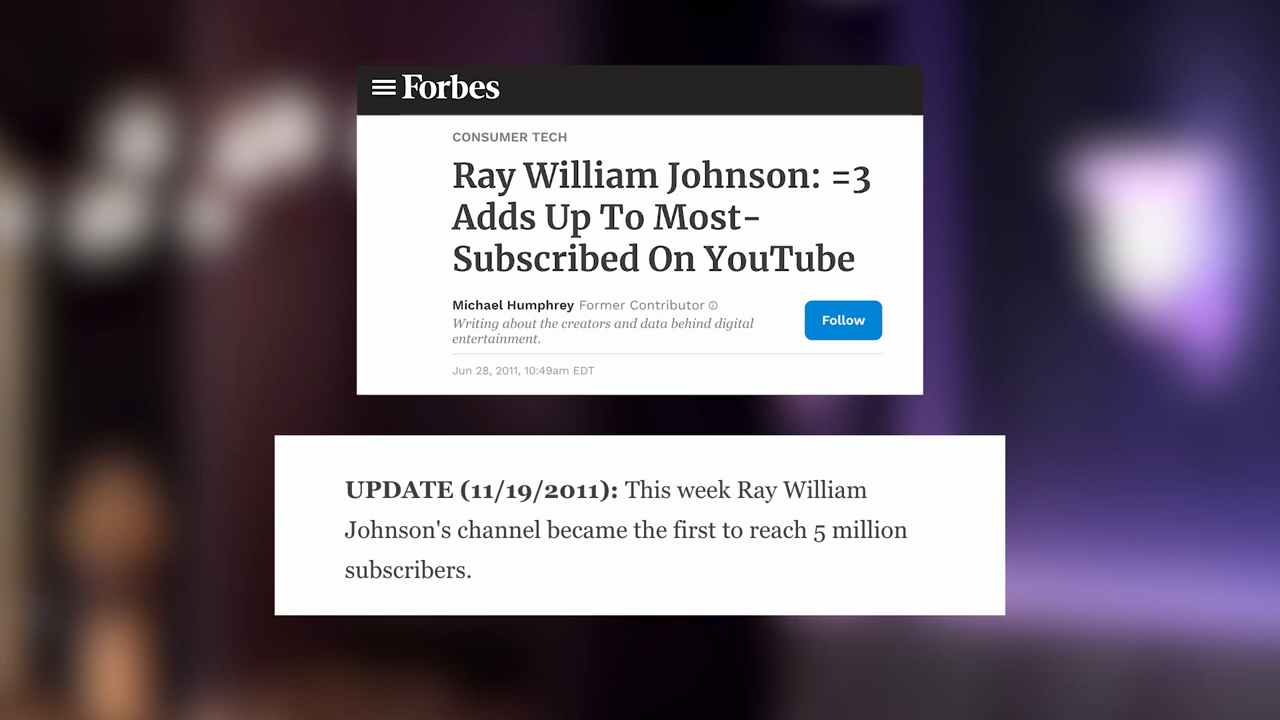 Forbes
CONSUMER TECH
Ray William Johnson: =3
Adds Up To Most-
Subscribed On YouTube
Michael Humphrey Former Contributor
Writing about the creators and data behind digital
entertainment.
Follow
Jun 28, 2011, 10:49am EDT
UPDATE (11/19/2011): This week Ray William
Johnson's channel became the first to reach 5 million
subscribers.